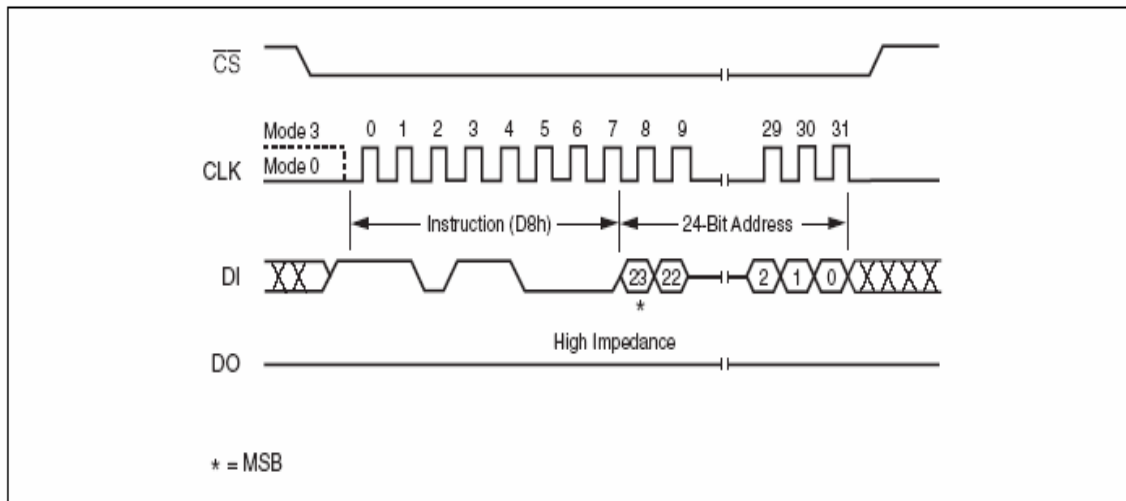 CS
Mode 3 0 1 2 3 4 5 6 7 8 9 29 30 31
CLK Mode 0
Instruction (D8h) 24-Bit Address
DI 23 22 2 1 0
*
High Impedance
DO
* = MSB